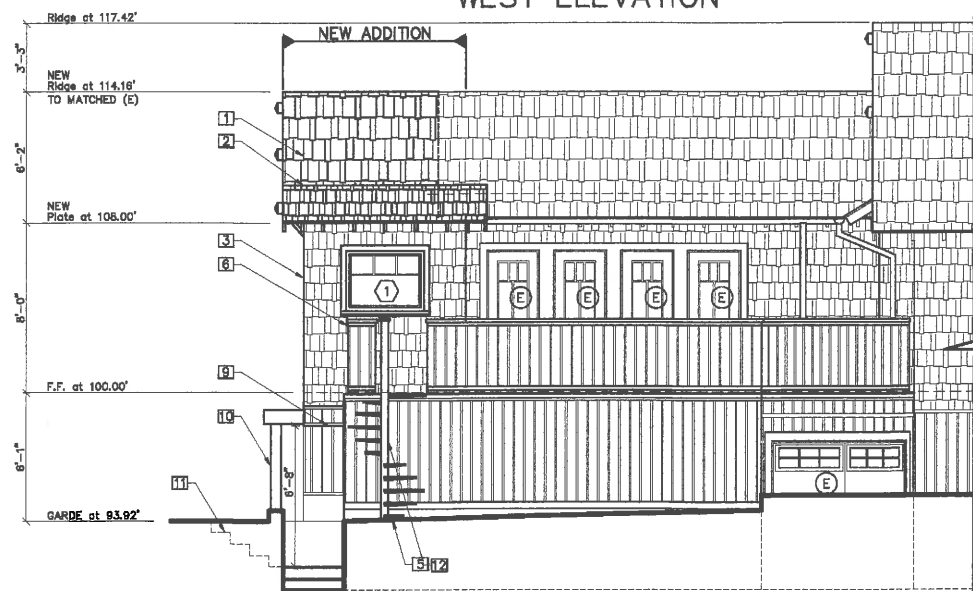 WEST ELEVATION
Ridge at 117.42'
NEW ADDITION
3'-3"
NEW
Ridge at 114.16'
TO MATCHED (E)
1
2
6'-2"
NEW
Plate at 108.00'
3
6
1
E
E
E
E
8'-0"
F.F. at 100.00'
9
10
6'-1"
6'-8"
11
E
GARDE at 93.92'
5
12